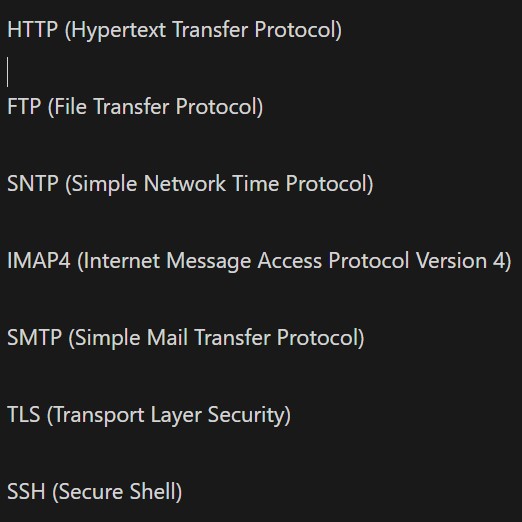 HTTP (Hypertext Transfer Protocol)
FTP (File Transfer Protocol)
SNTP (Simple Network Time Protocol)
IMAP4 (Internet Message Access Protocol Version 4)
SMTP (Simple Mail Transfer Protocol)
TLS (Transport Layer Security)
SSH (Secure Shell)